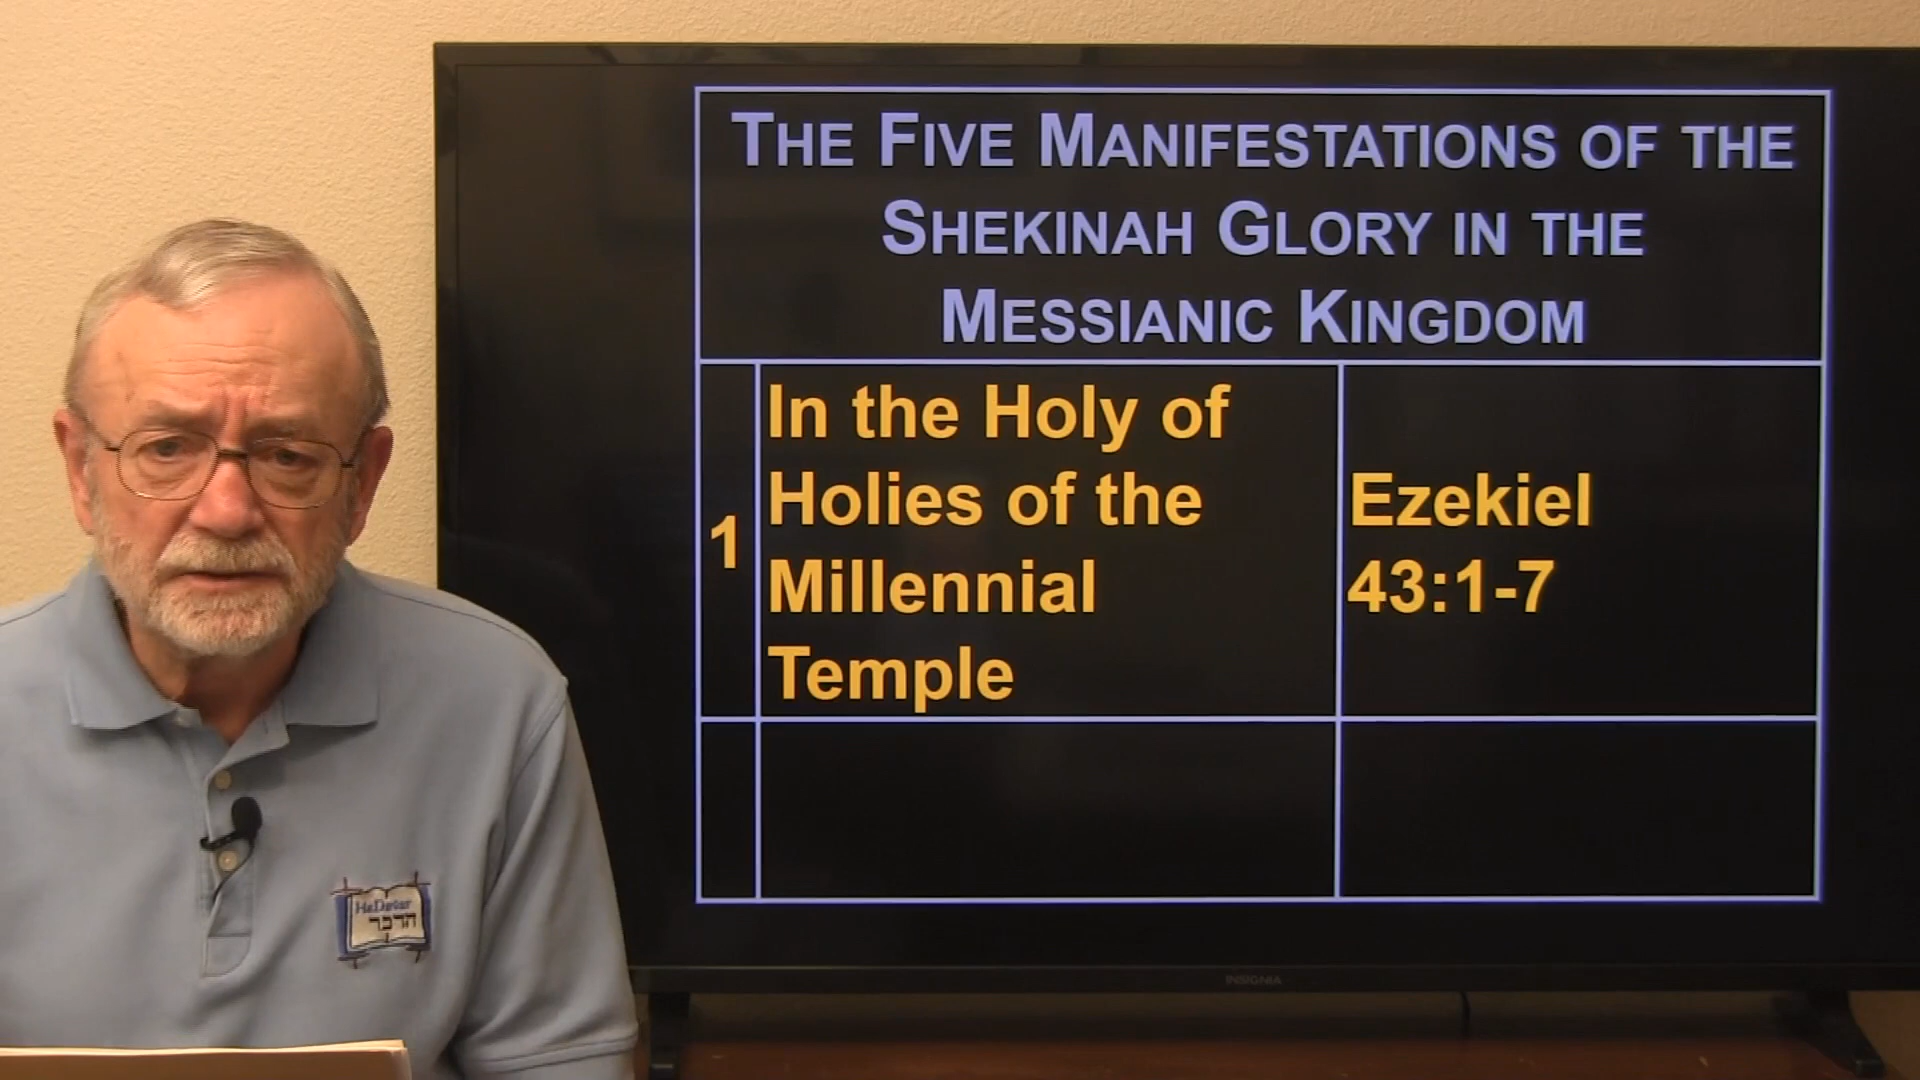 THE FIVE MANIFESTATIONS OF THE
SHEKINAH GLORY IN THE
MESSIANIC KINGDOM
1
In the Holy of
Holies of the
Millennial
Temple
Ezekiel
43:1-7
HaDavar
הדבר
INSIGNIA